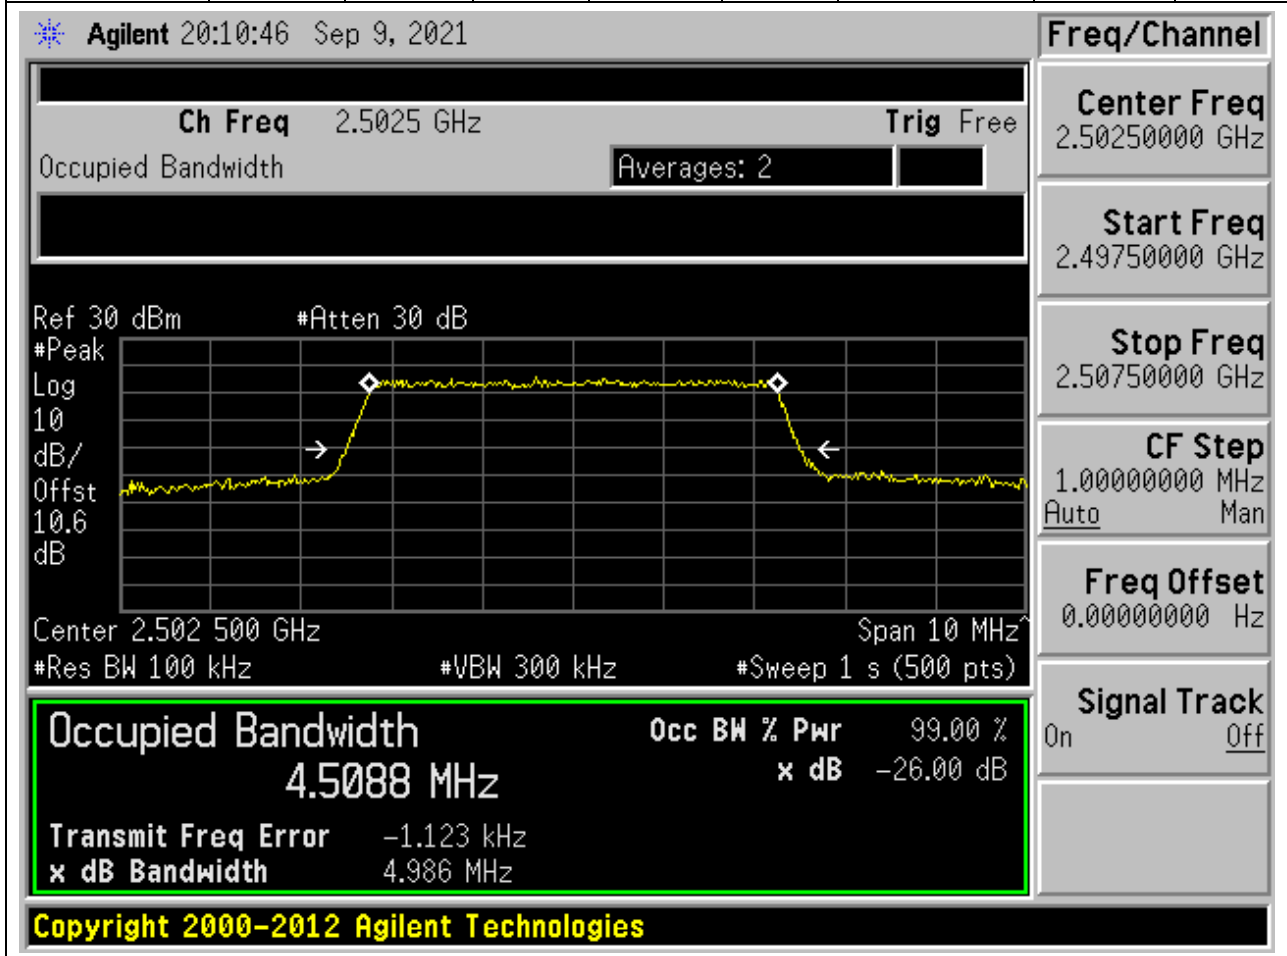 Agilent 20:10:46 Sep 9, 2021
Freq/Channel
Ch Freq 2.5025 GHz Trig Free
Occupied Bandwidth Averages: 2
Center Freq
2.50250000 GHz
Start Freq
2.49750000 GHz
Stop Freq
2.50750000 GHz
CF Step
1.00000000 MHz
Auto Man
Freq Offset
0.00000000 Hz
Signal Track
On Off
Ref 30 dBm #Atten 30 dB
#Peak
Log
10
dB/
Offst
10.6
dB
Center 2.502 500 GHz Span 10 MHz^
#Res BW 100 kHz #VBW 300 kHz #Sweep 1 s (500 pts)
Occupied Bandwidth Occ BW % Pwr 99.00 %
4.5088 MHz x dB -26.00 dB
Transmit Freq Error -1.123 kHz
x dB Bandwidth 4.986 MHz
Copyright 2000-2012 Agilent Technologies